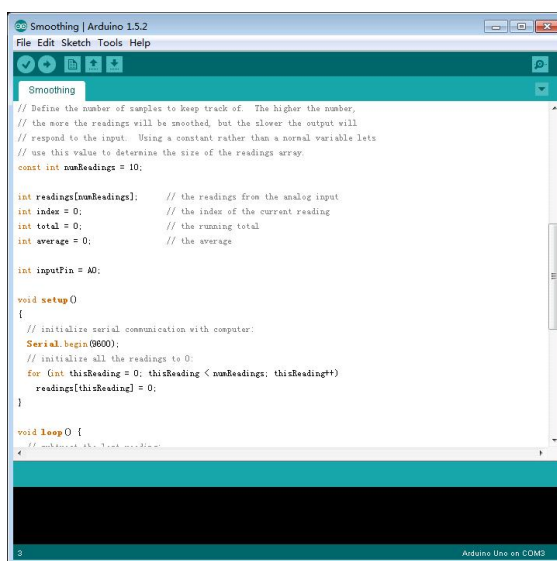 Smoothing | Arduino 1.5.2
File Edit Sketch Tools Help
Smoothing
// Define the number of samples to keep track of.  The higher the number,
// the more the readings will be smoothed, but the slower the output will
// respond to the input.  Using a constant rather than a normal variable lets
// use this value to determine the size of the readings array.
const int numReadings = 10;
int readings[numReadings];      // the readings from the analog input
int index = 0;                  // the index of the current reading
int total = 0;                  // the running total
int average = 0;                // the average
int inputPin = A0;
void setup()
{
  // initialize serial communication with computer:
  Serial.begin(9600);
  // initialize all the readings to 0:
  for (int thisReading = 0; thisReading < numReadings; thisReading++)
    readings[thisReading] = 0;
}
void loop() {
  // subtract the last reading:
3
Arduino Uno on COM3